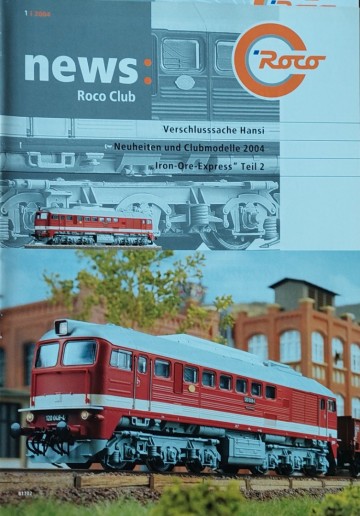 1 | 2004
news:
Roco Club
Roco
Verschlusssache Hansi
Neuheiten und Clubmodelle 2004
„Iron-Ore-Express" Teil 2